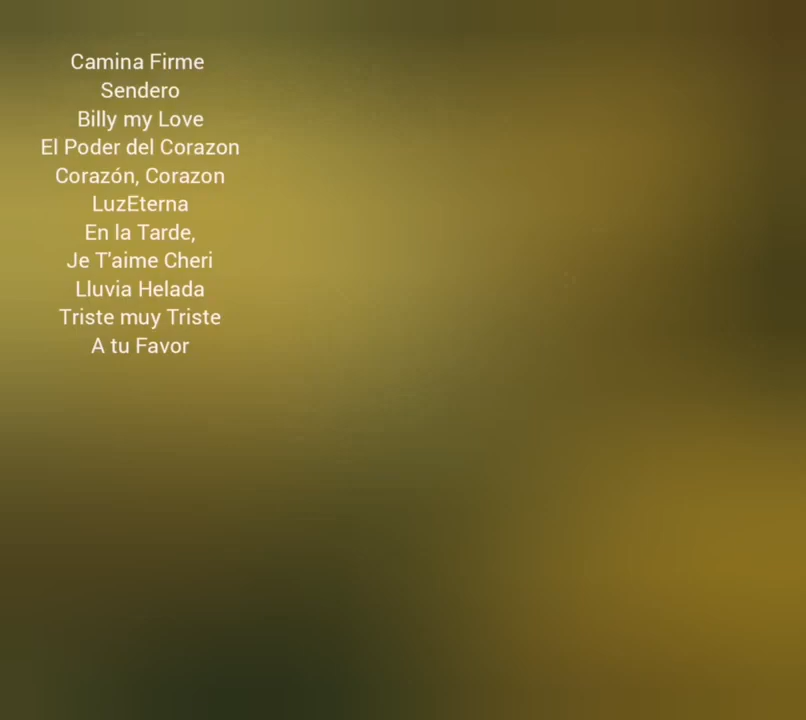 Camina Firme
Sendero
Billy my Love
El Poder del Corazon
Corazón, Corazon
LuzEterna
En la Tarde,
Je T'aime Cheri
Lluvia Helada
Triste muy Triste
A tu Favor